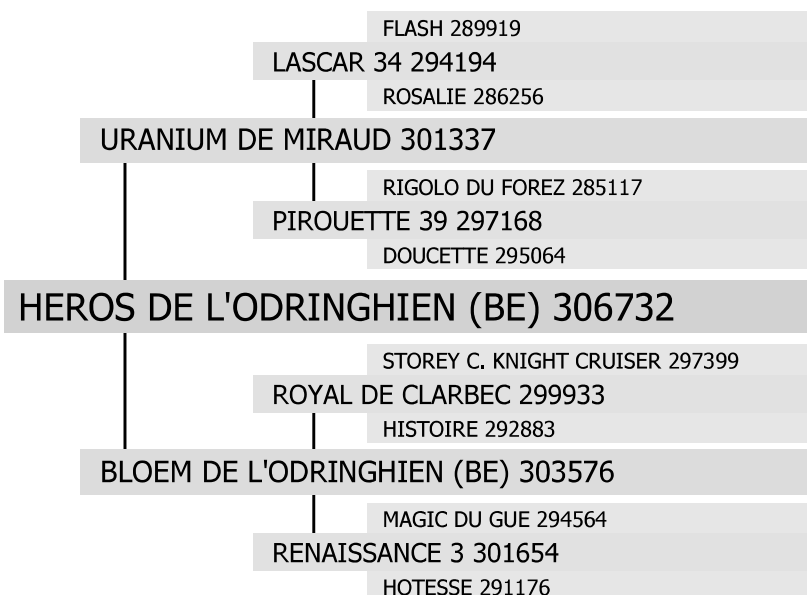 FLASH 289919
LASCAR 34 294194
ROSALIE 286256
URANIUM DE MIRAUD 301337
RIGOLO DU FOREZ 285117
PIROUETTE 39 297168
DOUCETTE 295064
HEROS DE L'ODRINGHIEN (BE) 306732
STOREY C. KNIGHT CRUISER 297399
ROYAL DE CLARBEC 299933
HISTOIRE 292883
BLOEM DE L'ODRINGHIEN (BE) 303576
MAGIC DU GUE 294564
RENAISSANCE 3 301654
HOTESSE 291176